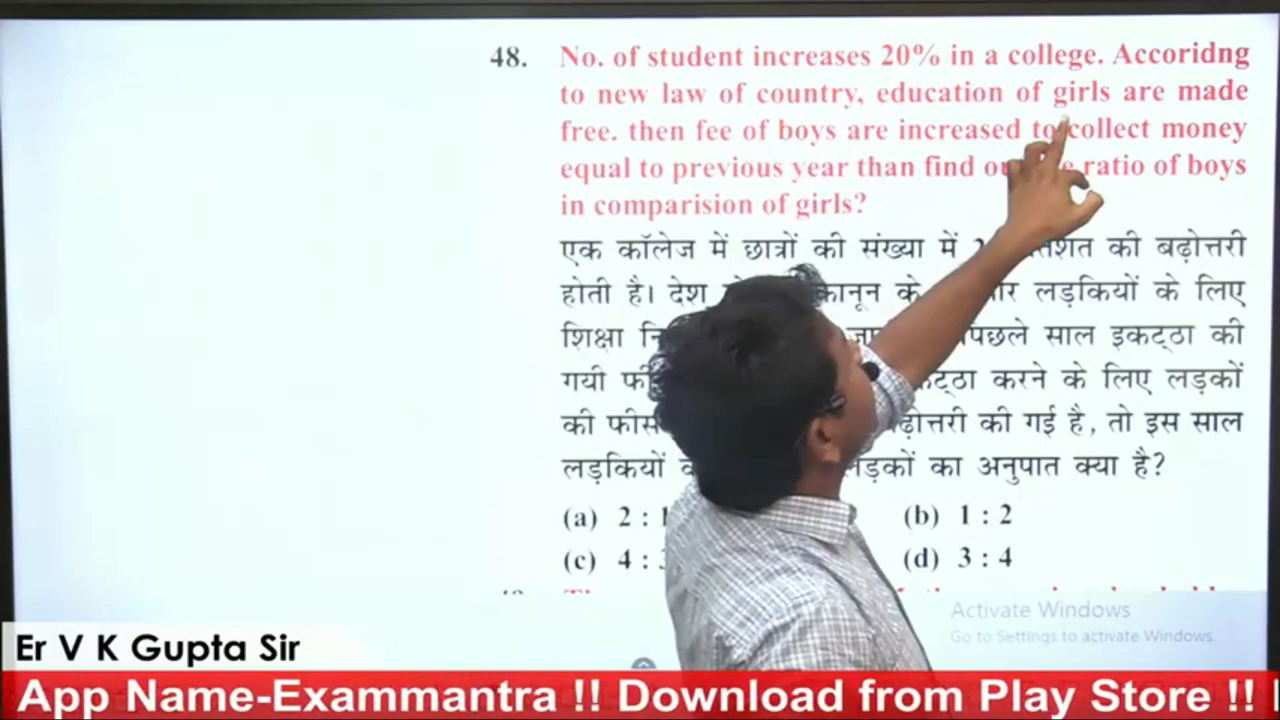 48. No. of student increases 20% in a college. Accoridng
to new law of country, education of girls are made
free. then fee of boys are increased to collect money
equal to previous year than find ratio of boys
in comparision of girls?
एक कॉलेज में छात्रों की संख्या में की बढ़ोत्तरी
होती है। देश कानून के लड़कियों के लिए
शिक्षा पिछले साल इकट्ठा की
गयी करने के लिए लड़कों
की की गई है, तो इस साल
लड़कियों का अनुपात क्या है?
(a) 2 : (b) 1 : 2
(c) 4 : (d) 3 : 4
Activate Windows
Go to Settings to activate Windows.
Er V K Gupta Sir
App Name-Exammantra !! Download from Play Store !!